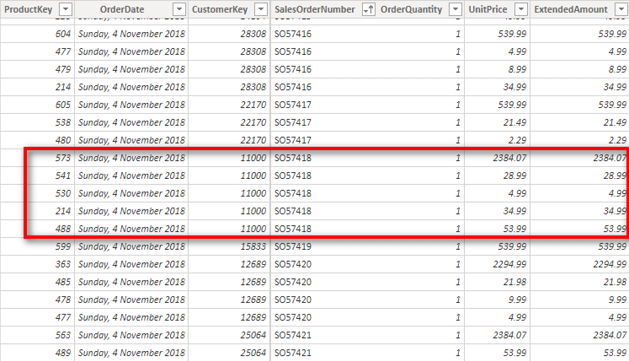 ProductKey OrderDate CustomerKey SalesOrderNumber OrderQuantity UnitPrice ExtendedAmount
604 Sunday, 4 November 2018 28308 SO57416 1 539.99 539.99
477 Sunday, 4 November 2018 28308 SO57416 1 4.99 4.99
479 Sunday, 4 November 2018 28308 SO57416 1 8.99 8.99
214 Sunday, 4 November 2018 28308 SO57416 1 34.99 34.99
605 Sunday, 4 November 2018 22170 SO57417 1 539.99 539.99
538 Sunday, 4 November 2018 22170 SO57417 1 21.49 21.49
480 Sunday, 4 November 2018 22170 SO57417 1 2.29 2.29
573 Sunday, 4 November 2018 11000 SO57418 1 2384.07 2384.07
541 Sunday, 4 November 2018 11000 SO57418 1 28.99 28.99
530 Sunday, 4 November 2018 11000 SO57418 1 4.99 4.99
214 Sunday, 4 November 2018 11000 SO57418 1 34.99 34.99
488 Sunday, 4 November 2018 11000 SO57418 1 53.99 53.99
599 Sunday, 4 November 2018 15833 SO57419 1 539.99 539.99
363 Sunday, 4 November 2018 12689 SO57420 1 2294.99 2294.99
485 Sunday, 4 November 2018 12689 SO57420 1 21.98 21.98
478 Sunday, 4 November 2018 12689 SO57420 1 9.99 9.99
477 Sunday, 4 November 2018 12689 SO57420 1 4.99 4.99
563 Sunday, 4 November 2018 25064 SO57421 1 2384.07 2384.07
489 Sunday, 4 November 2018 25064 SO57421 1 53.99 53.99